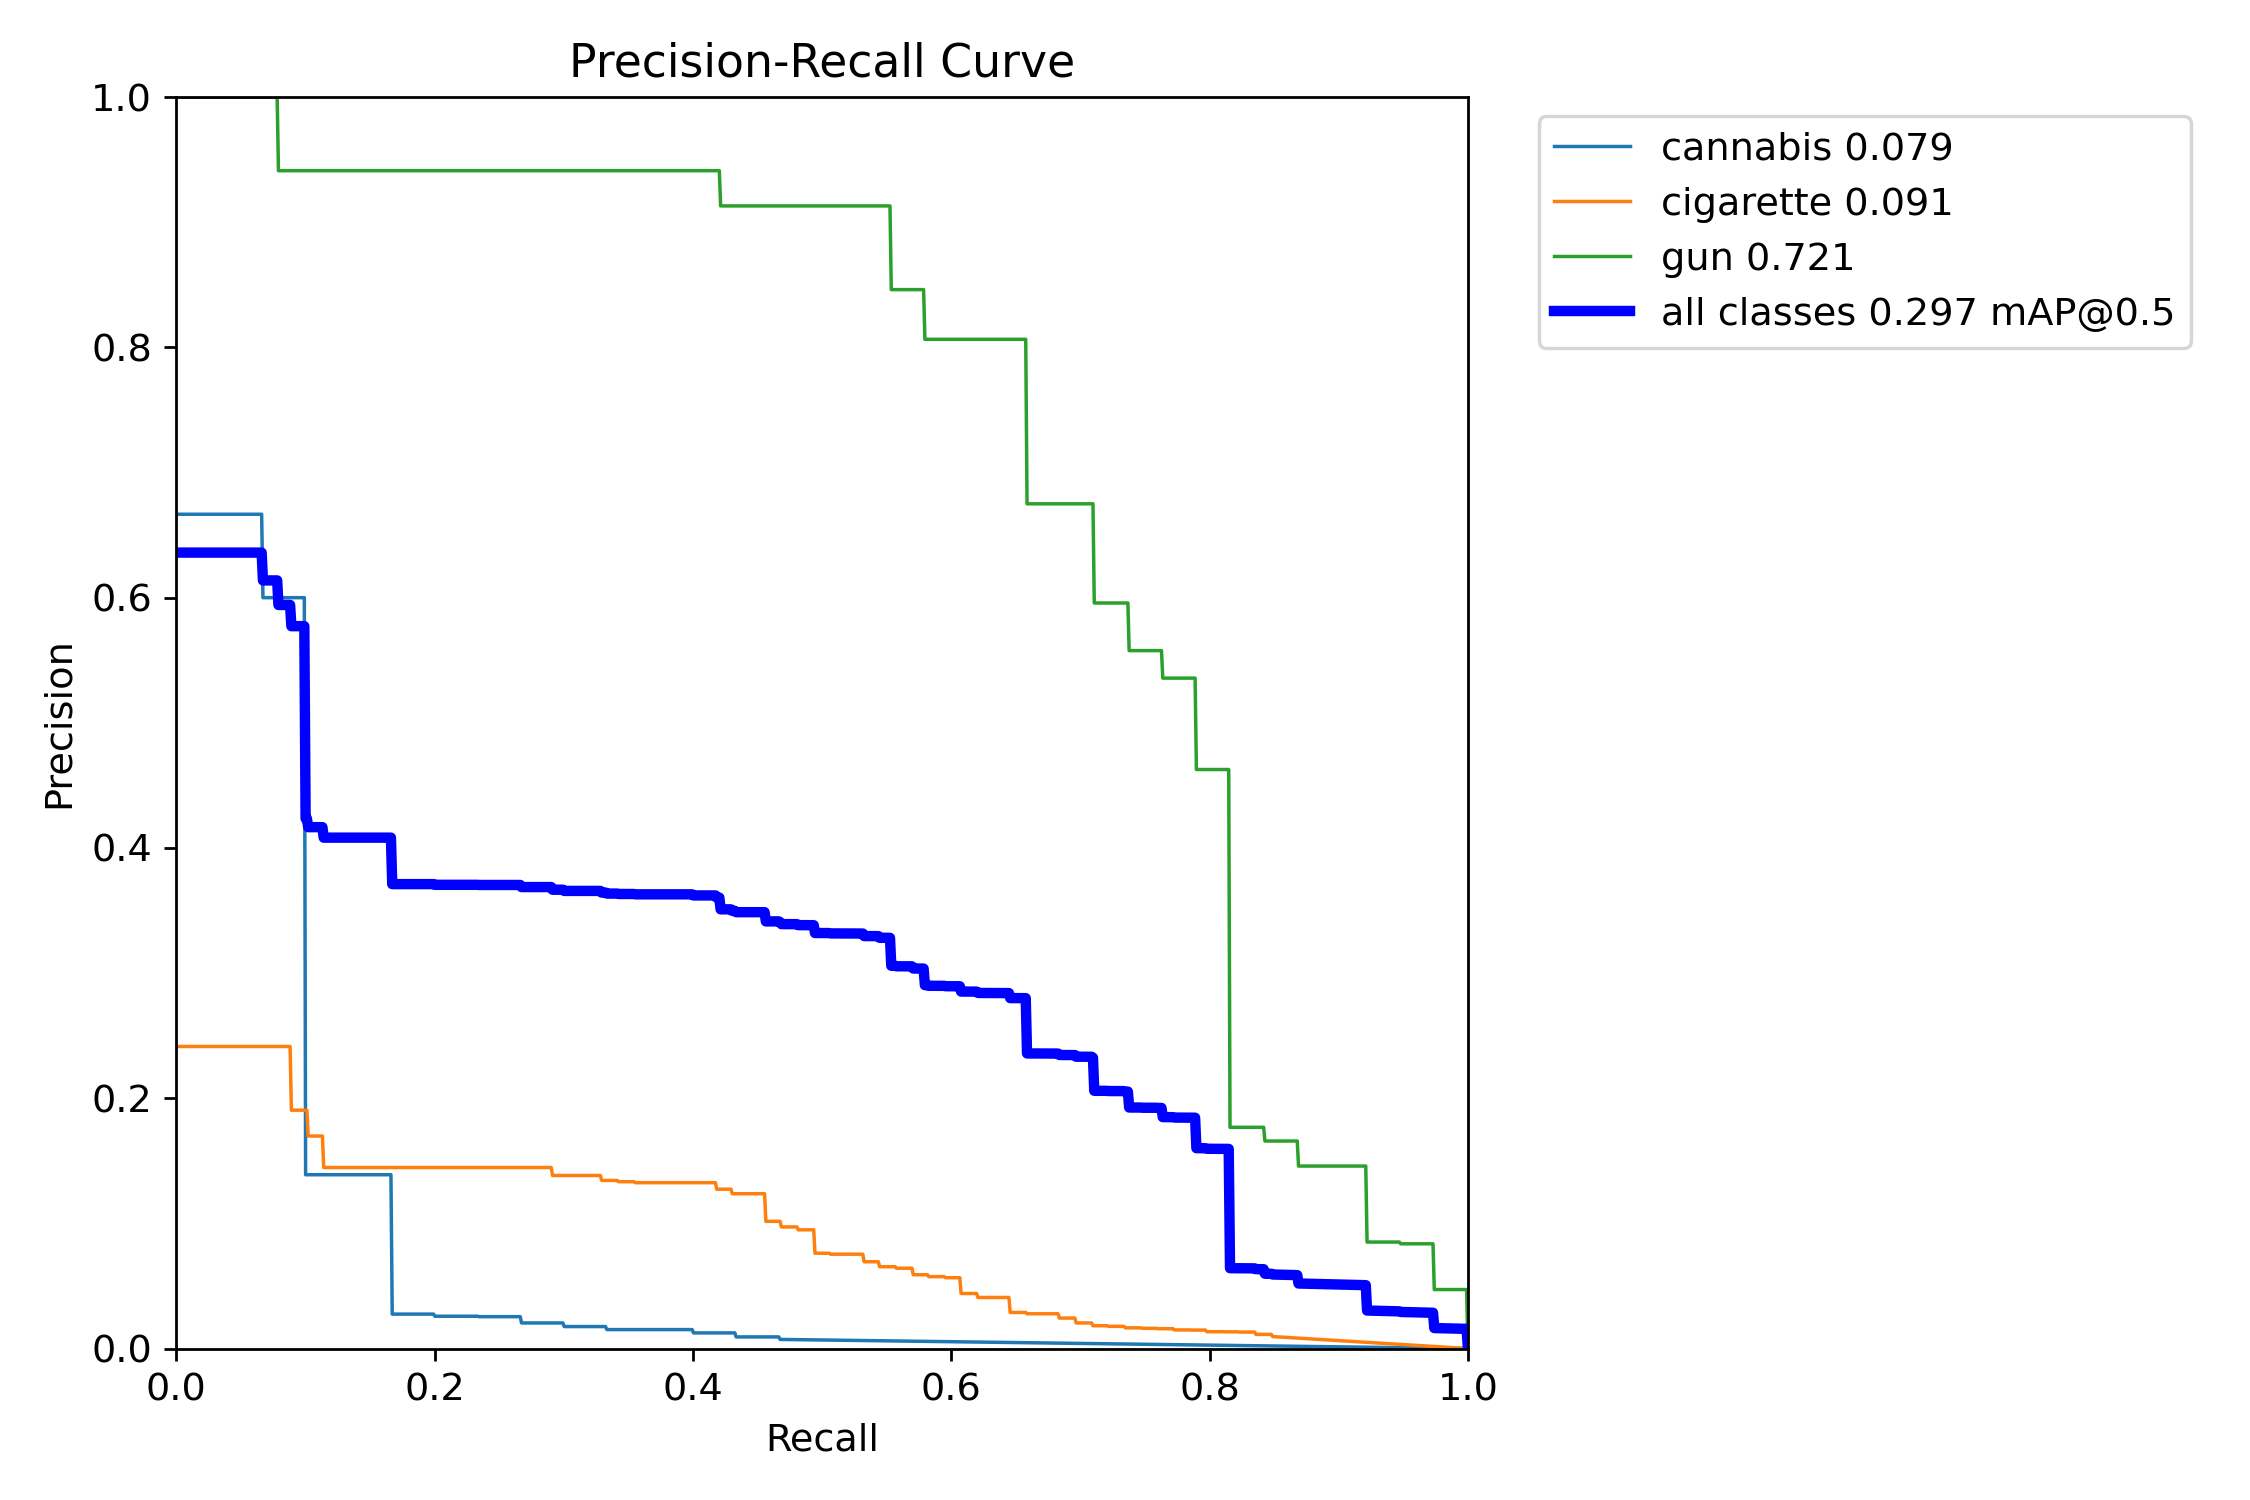 Precision-Recall Curve
1.0
0.8
0.6
0.4
0.2
0.0
Precision
0.0 0.2 0.4 0.6 0.8 1.0
Recall
cannabis 0.079
cigarette 0.091
gun 0.721
all classes 0.297 mAP@0.5